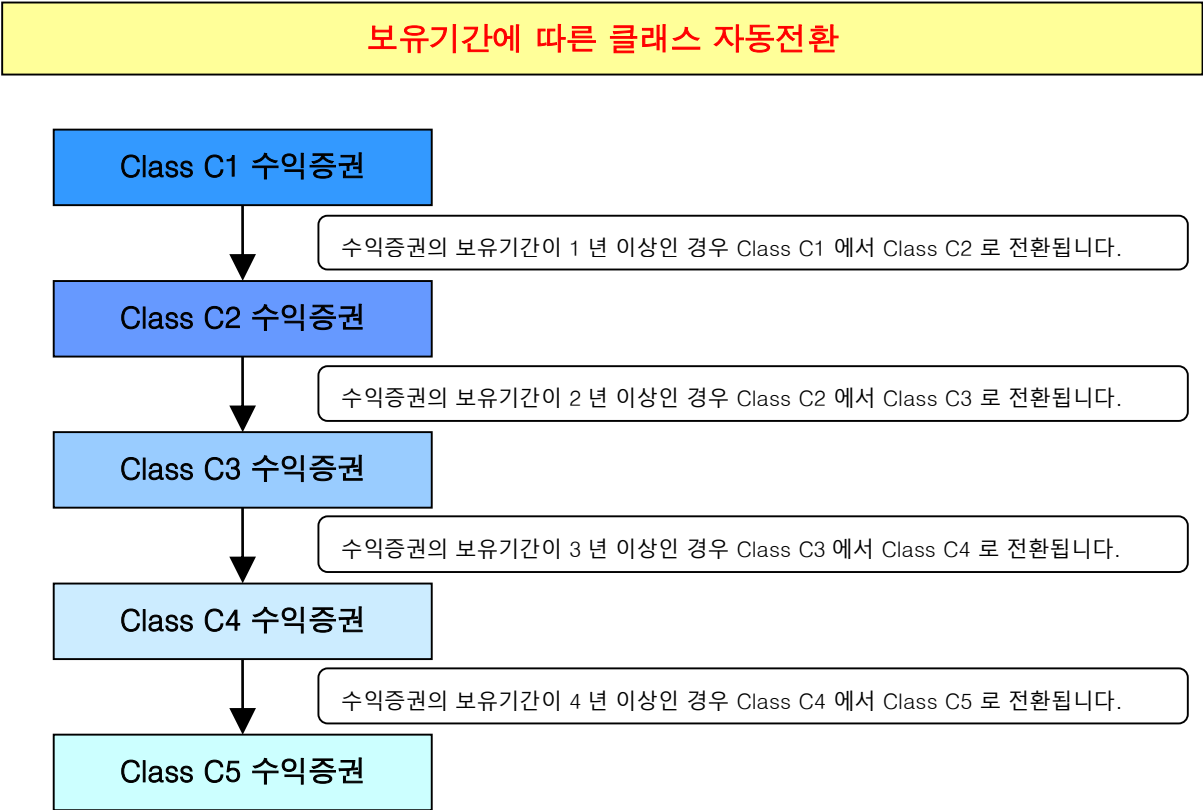 보유기간에 따른 클래스 자동전환
Class C1 수익증권
수익증권의 보유기간이 1 년 이상인 경우 Class C1 에서 Class C2 로 전환됩니다.
Class C2 수익증권
수익증권의 보유기간이 2 년 이상인 경우 Class C2 에서 Class C3 로 전환됩니다.
Class C3 수익증권
수익증권의 보유기간이 3 년 이상인 경우 Class C3 에서 Class C4 로 전환됩니다.
Class C4 수익증권
수익증권의 보유기간이 4 년 이상인 경우 Class C4 에서 Class C5 로 전환됩니다.
Class C5 수익증권